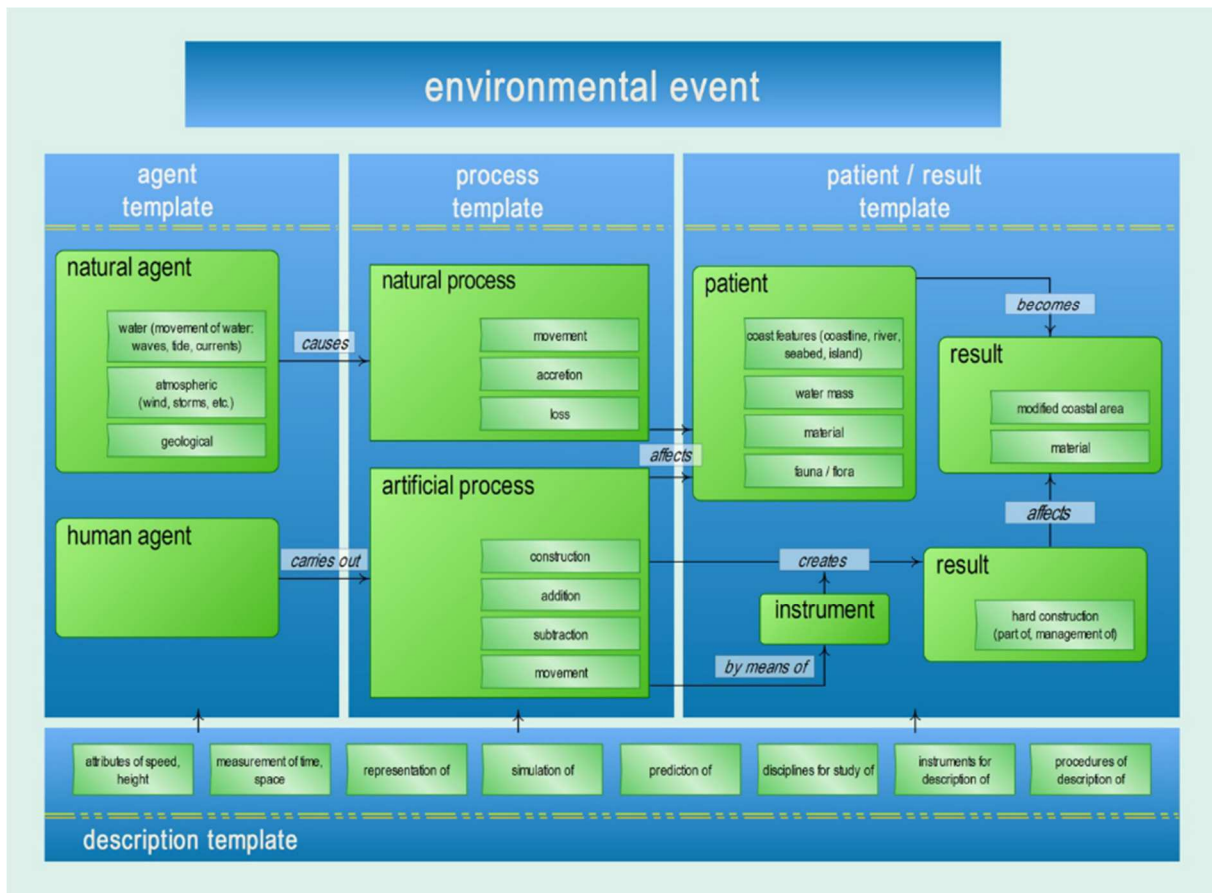 environmental event
agent
template
process
template
patient / result
template
natural agent
water (movement of water:
waves, tide, currents)
atmospheric
(wind, storms, etc.)
geological
causes
human agent
carries out
natural process
movement
accretion
loss
artificial process
construction
addition
subtraction
movement
affects
patient
coast features (coastline, river,
seabed, island)
water mass
material
fauna / flora
becomes
result
modified coastal area
material
affects
creates
instrument
by means of
result
hard construction
(part of, management of)
attributes of speed,
height
measurement of time,
space
representation of
simulation of
prediction of
disciplines for study of
instruments for
description of
procedures of
description of
description template